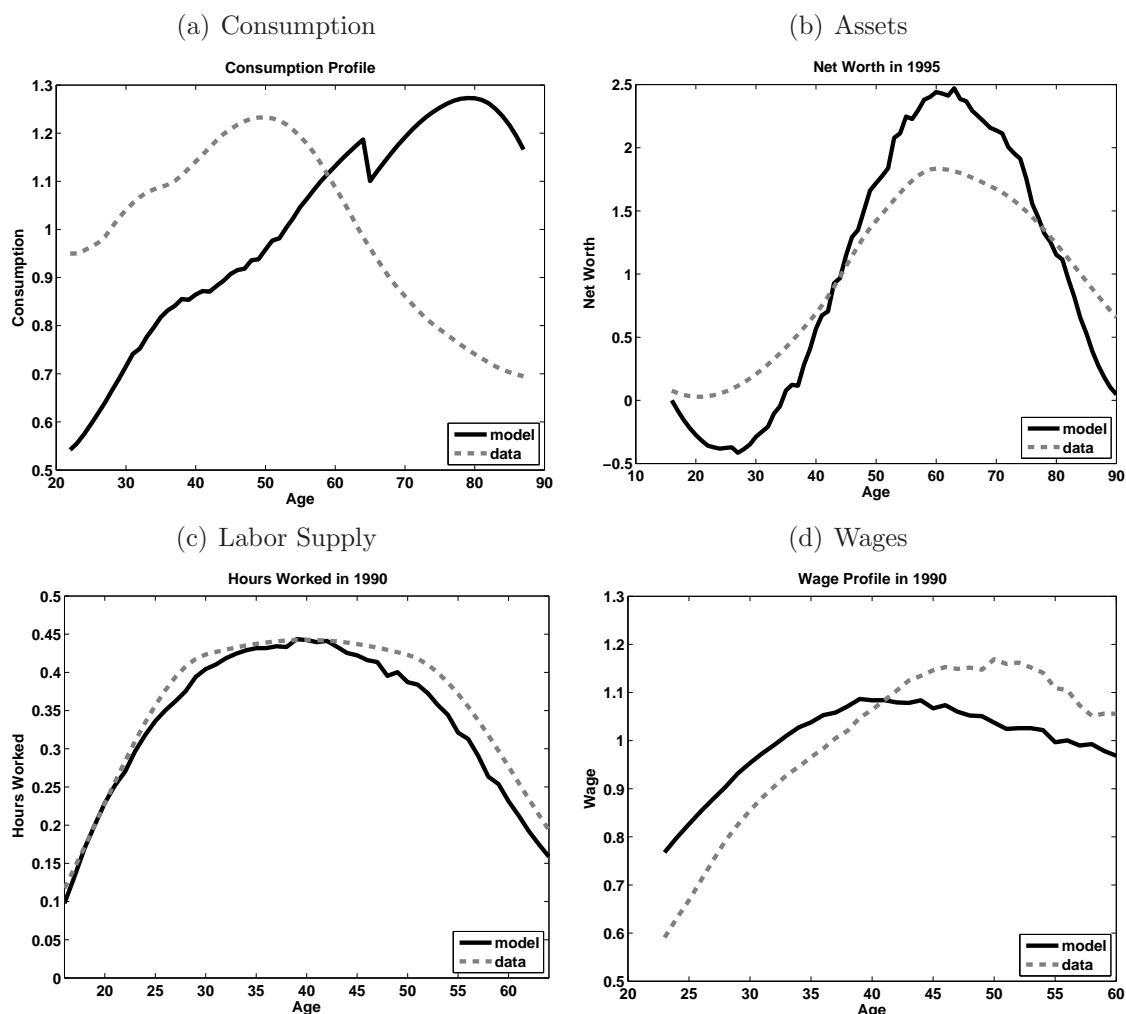 (a) Consumption
Consumption Profile
1.3
1.2
1.1
1
0.9
0.8
0.7
0.6
0.5
Consumption
20 30 40 50 60 70 80 90
Age
model
data
(b) Assets
Net Worth in 1995
2.5
2
1.5
1
0.5
0
−0.5
Net Worth
10 20 30 40 50 60 70 80 90
Age
model
data
(c) Labor Supply
Hours Worked in 1990
0.5
0.45
0.4
0.35
0.3
0.25
0.2
0.15
0.1
0.05
0
Hours Worked
20 25 30 35 40 45 50 55 60
Age
model
data
(d) Wages
Wage Profile in 1990
1.3
1.2
1.1
1
0.9
0.8
0.7
0.6
0.5
Wage
20 25 30 35 40 45 50 55 60
Age
model
data